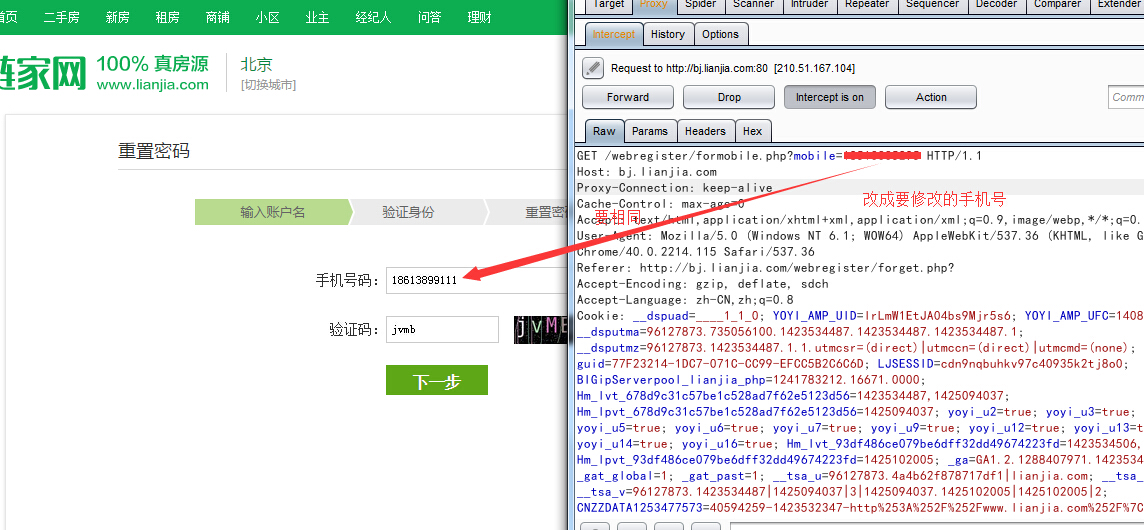 首页 二手房 新房 租房 商铺 小区 业主 经纪人 问答 理财
链家网 100% 真房源
www.lianjia.com
北京
[切换城市]
重置密码
输入账户名 验证身份 重置密
手机号码: 18613899111
验证码: jvmb
下一步
要相同
改成要修改的手机号
Target Proxy Spider Scanner Intruder Repeater Sequencer Decoder Comparer Extender
Intercept History Options
Request to http://bj.lianjia.com:80 [210.51.167.104]
Forward Drop Intercept is on Action Comm
Raw Params Headers Hex
GET /webregister/formobile.php?mobile= HTTP/1.1
Host: bj.lianjia.com
Proxy-Connection: keep-alive
Cache-Control: max-age=0
Accept: text/html,application/xhtml+xml,application/xml;q=0.9,image/webp,*/*;q=0.
User-Agent: Mozilla/5.0 (Windows NT 6.1; WOW64) AppleWebKit/537.36 (KHTML, like G
Chrome/40.0.2214.115 Safari/537.36
Referer: http://bj.lianjia.com/webregister/forget.php?
Accept-Encoding: gzip, deflate, sdch
Accept-Language: zh-CN,zh;q=0.8
Cookie: __dspuad=____1_1_0; YOYI_AMP_UID=lrLmW1EtJA04bs9Mjr5s6; YOYI_AMP_UFC=1408
__dsputma=96127873.735056100.1423534487.1423534487.1423534487.1;
__dsputmz=96127873.1423534487.1.1.utmcsr=(direct)|utmccn=(direct)|utmcmd=(none);
guid=77F23214-1DC7-071C-CC99-EFCC5B2C6C6D; LJSESSID=cdn9nqbuhkv97c40935k2tj8o0;
BIGipServerpool_lianjia_php=1241783212.16671.0000;
Hm_lvt_678d9c31c57be1c528ad7f62e5123d56=1423534487,1425094037;
Hm_lpvt_678d9c31c57be1c528ad7f62e5123d56=1425094037; yoyi_u2=true; yoyi_u3=true;
yoyi_u5=true; yoyi_u6=true; yoyi_u7=true; yoyi_u9=true; yoyi_u12=true; yoyi_u13=t
yoyi_u14=true; yoyi_u16=true; Hm_lvt_93df486ce079be6dff32dd49674223fd=1423534506,
Hm_lpvt_93df486ce079be6dff32dd49674223fd=1425102005; _ga=GA1.2.1288407971.1423534
_gat_global=1; _gat_past=1; __tsa_u=96127873.4a4b62f878717df1|lianjia.com; __tsa_
__tsa_v=96127873.1423534487|1425094037|3|1425094037.1425102005|1425102005|2;
CNZZDATA1253477573=40594259-1423532347-http%253A%252F%252Fwww.lianjia.com%252F%7C